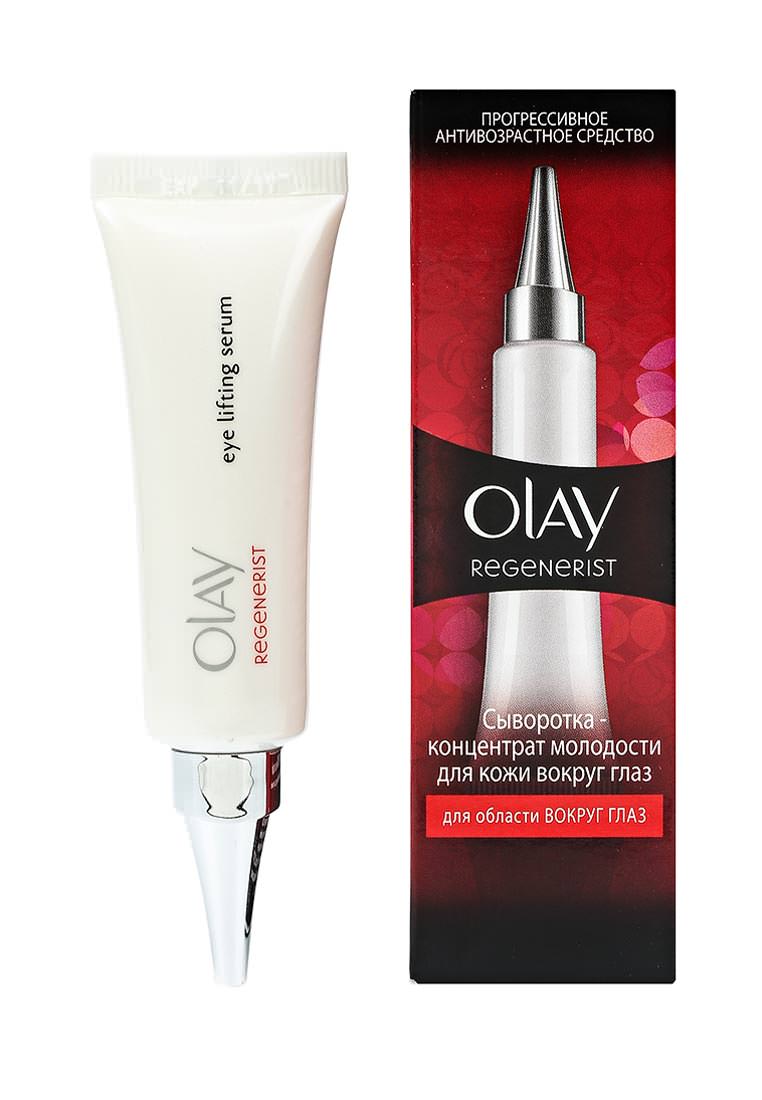 EXP
eye lifting serum
OLAY
REGENERIST
ПРОГРЕССИВНОЕ
АНТИВОЗРАСТНОЕ СРЕДСТВО
OLAY
REGENERIST
Сыворотка -
концентрат молодости
для кожи вокруг глаз
для области ВОКРУГ ГЛАЗ